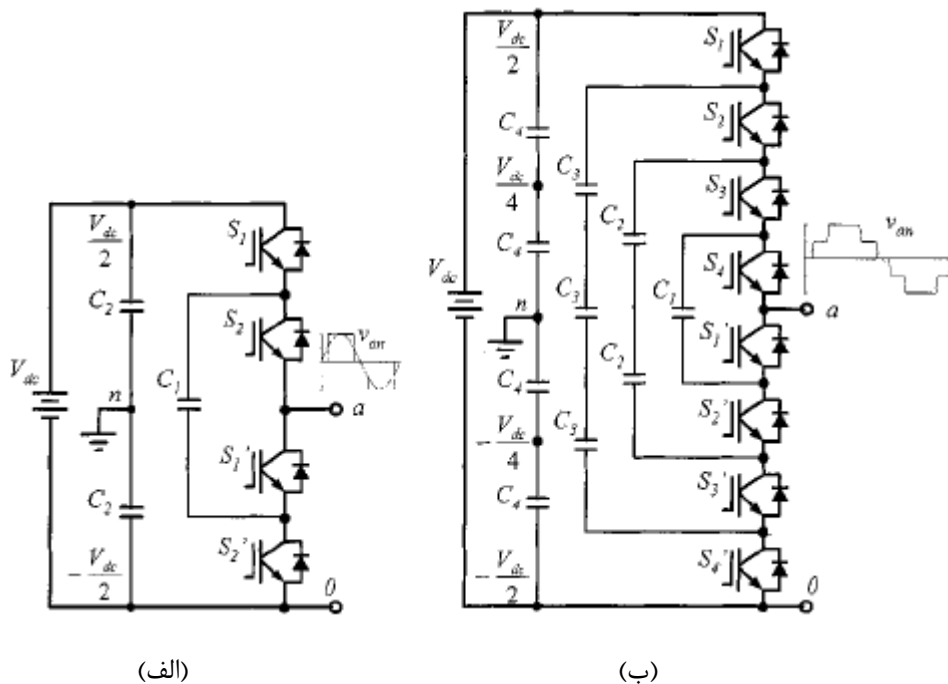 V_dc/2
C_2
V_dc
n
C_2
-V_dc/2
S_1
S_2
C_1
S_1'
S_2'
v_an
a
0
(الف)
V_dc/2
C_4
V_dc/4
C_4
V_dc
n
C_4
-V_dc/4
C_4
-V_dc/2
C_3
C_3
C_3
C_2
C_2
C_1
S_1
S_2
S_3
S_4
S_1'
S_2'
S_3'
S_4'
v_an
a
0
(ب)